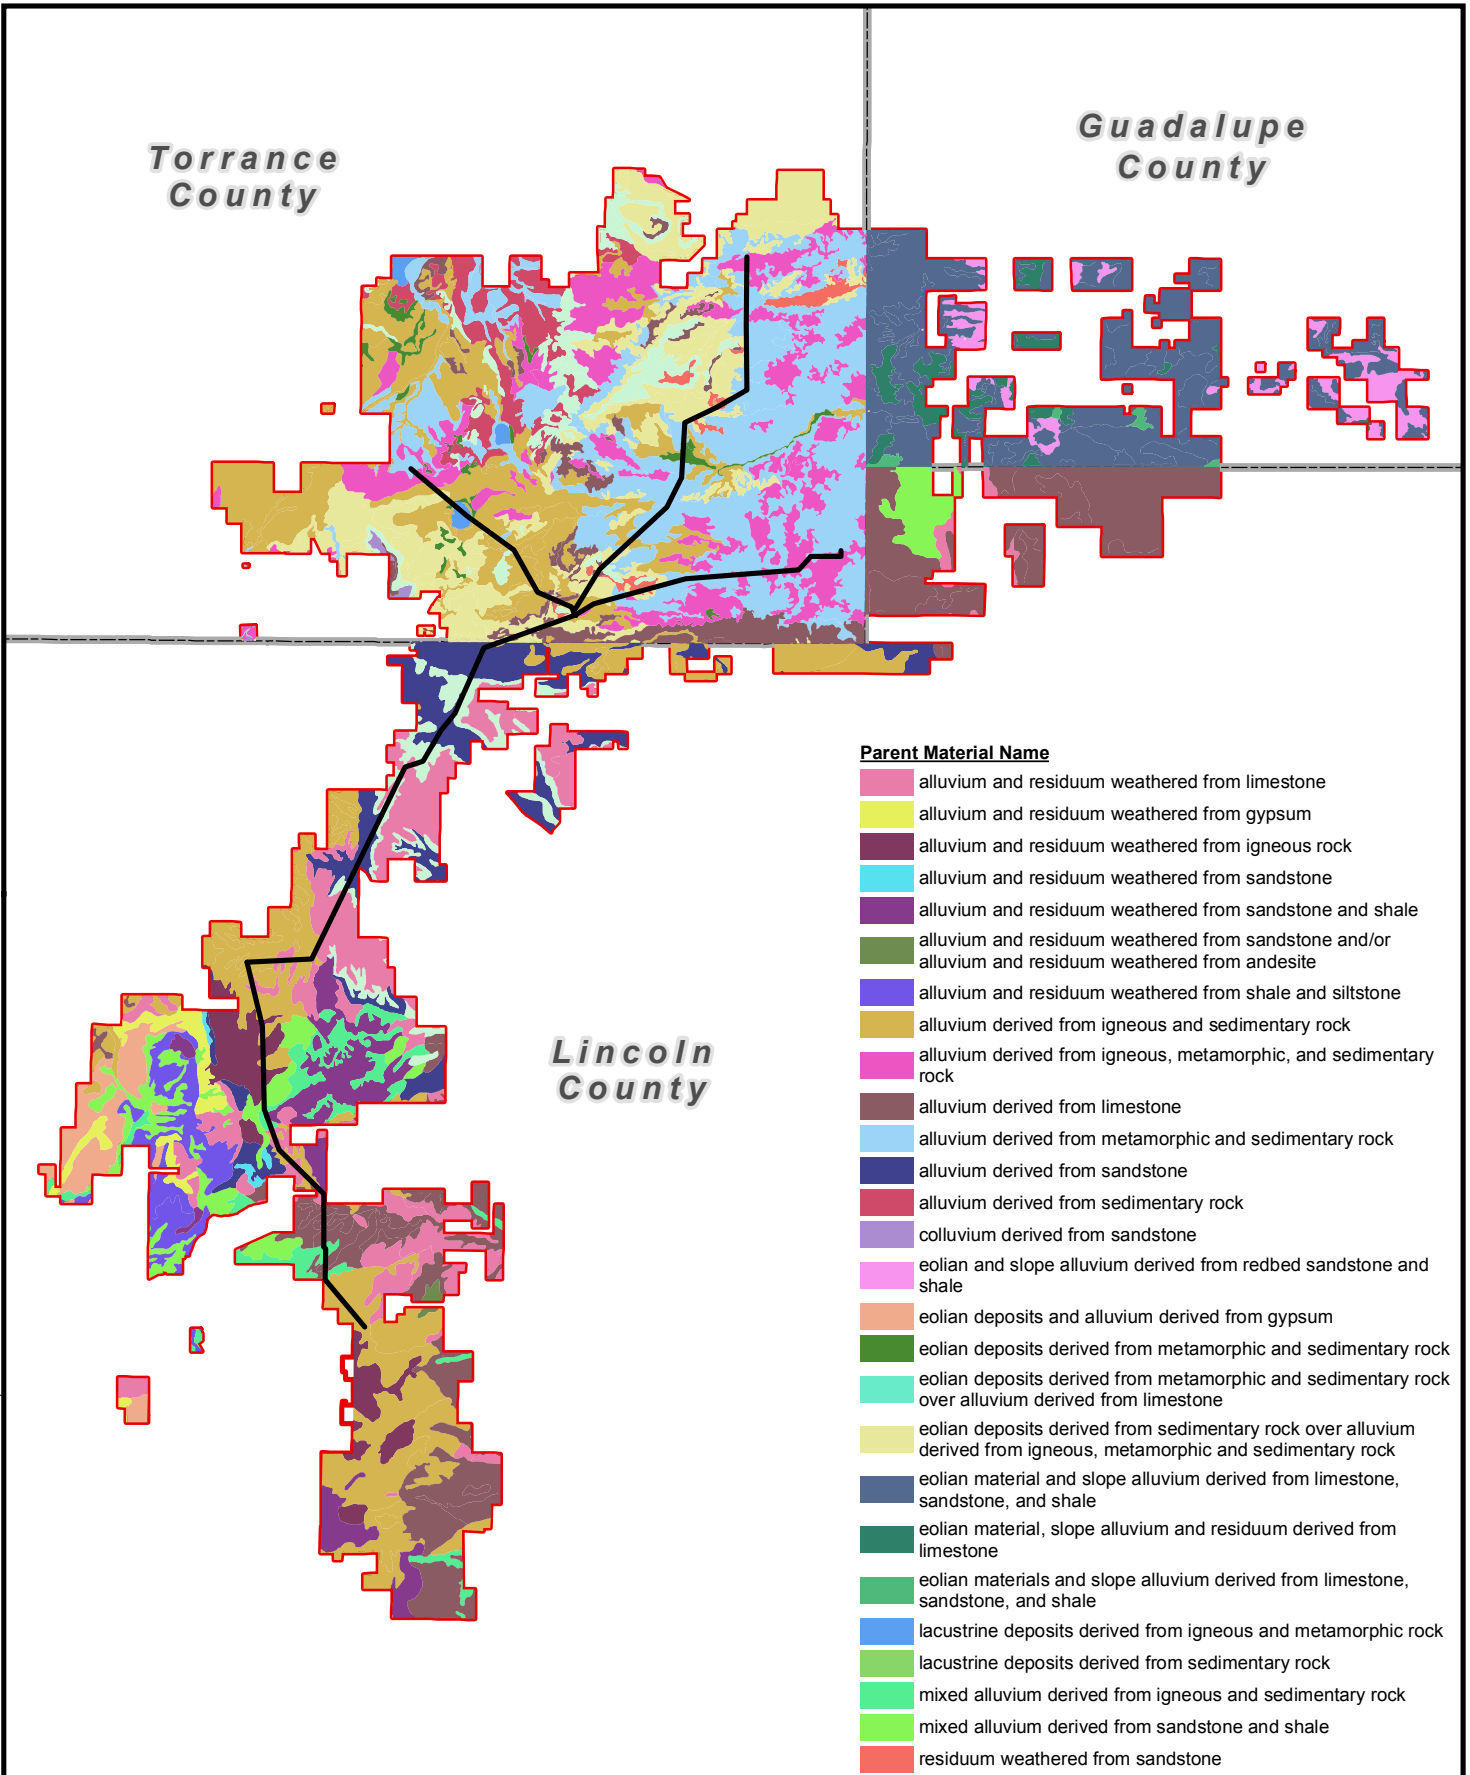 Torrance
County
Guadalupe
County
Lincoln
County
Parent Material Name
alluvium and residuum weathered from limestone
alluvium and residuum weathered from gypsum
alluvium and residuum weathered from igneous rock
alluvium and residuum weathered from sandstone
alluvium and residuum weathered from sandstone and shale
alluvium and residuum weathered from sandstone and/or
alluvium and residuum weathered from andesite
alluvium and residuum weathered from shale and siltstone
alluvium derived from igneous and sedimentary rock
alluvium derived from igneous, metamorphic, and sedimentary
rock
alluvium derived from limestone
alluvium derived from metamorphic and sedimentary rock
alluvium derived from sandstone
alluvium derived from sedimentary rock
colluvium derived from sandstone
eolian and slope alluvium derived from redbed sandstone and
shale
eolian deposits and alluvium derived from gypsum
eolian deposits derived from metamorphic and sedimentary rock
eolian deposits derived from metamorphic and sedimentary rock
over alluvium derived from limestone
eolian deposits derived from sedimentary rock over alluvium
derived from igneous, metamorphic and sedimentary rock
eolian material and slope alluvium derived from limestone,
sandstone, and shale
eolian material, slope alluvium and residuum derived from
limestone
eolian materials and slope alluvium derived from limestone,
sandstone, and shale
lacustrine deposits derived from igneous and metamorphic rock
lacustrine deposits derived from sedimentary rock
mixed alluvium derived from igneous and sedimentary rock
mixed alluvium derived from sandstone and shale
residuum weathered from sandstone